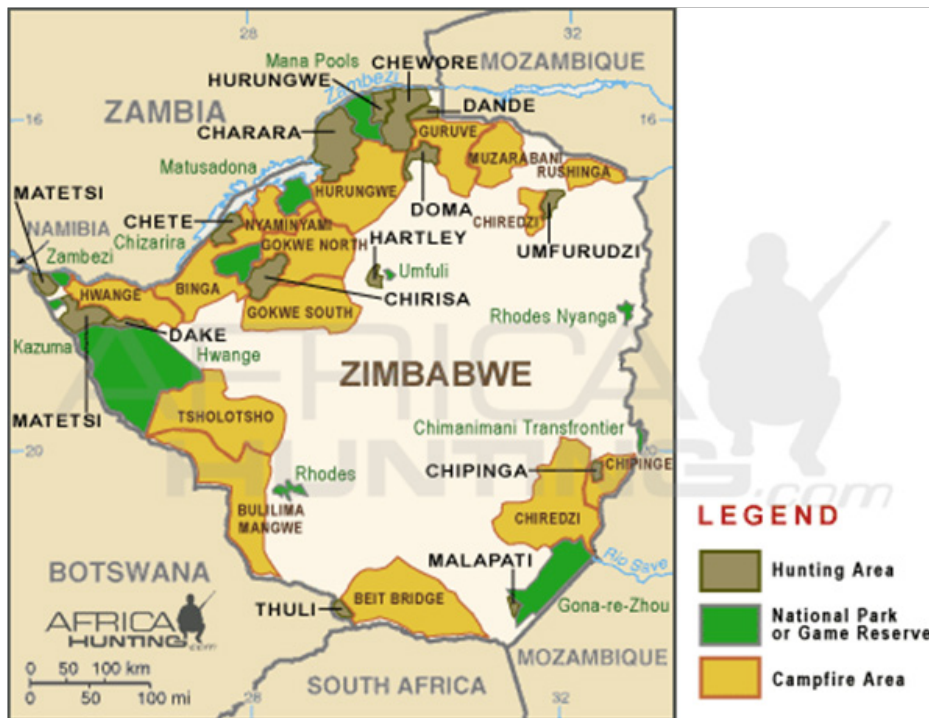 28
32
MOZAMBIQUE
Mana Pools
CHEWORE
HURUNGWE
Zambezi
DANDE
ZAMBIA
16
16
CHARARA
GURUVE
MUZARABANI
RUSHINGA
Matusadona
HURUNGWE
MATETSI
DOMA
CHIREDZI
CHETE
NYAMINYAMI
HARTLEY
UMFURUDZI
NAMIBIA
Chizarira
GOKWE NORTH
Zambezi
Umfuli
HWANGE
BINGA
CHIRISA
GOKWE SOUTH
Rhodes Nyanga
DAKE
Kazuma
Hwange
ZIMBABWE
AFRICA
HUNTING
.com
MATETSI
TSHOLOTSHO
Chimanimani Transfrontier
20
20
CHIPINGA
CHIPINGE
Rhodes
BULILIMA
MANGWE
CHIREDZI
LEGEND
MALAPATI
Rio Save
Hunting Area
BOTSWANA
THULI
BEIT BRIDGE
Gona-re-Zhou
National Park
or Game Reserve
AFRICA
HUNTING
.com
MOZAMBIQUE
0 50 100 km
0 50 100 mi
SOUTH AFRICA
Campfire Area
28
32